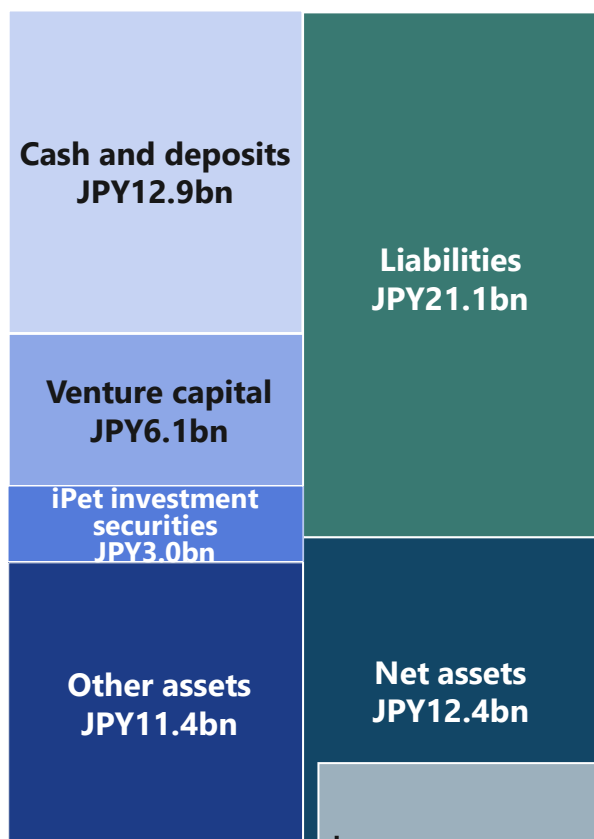 Cash and deposits
JPY12.9bn
Venture capital
JPY6.1bn
iPet investment
securities
JPY3.0bn
Other assets
JPY11.4bn
Liabilities
JPY21.1bn
Net assets
JPY12.4bn